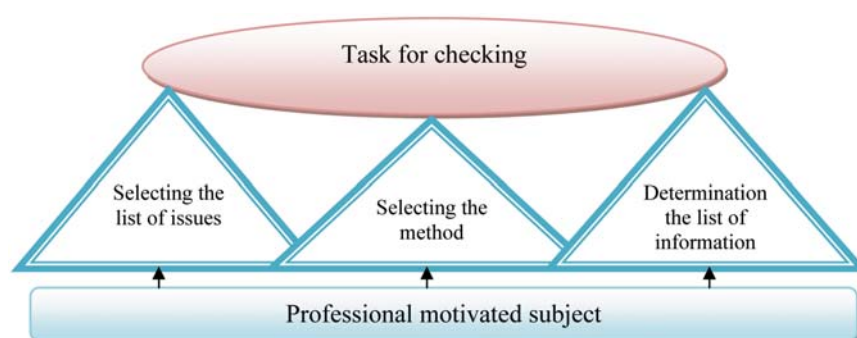 Task for checking
Selecting the
list of issues
Selecting the
method
Determination
the list of
information
Professional motivated subject